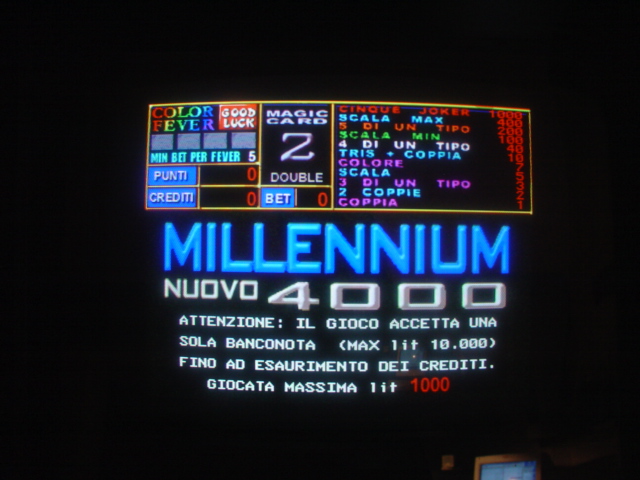 COLOR FEVER
GOOD LUCK
MIN BET PER FEVER 5
PUNTI 0
CREDITI 0
BET 0
MAGIC CARD
2
DOUBLE
CINQUE JOKER 1000
SCALA MAX 400
5 DI UN TIPO 200
SCALA MIN 100
4 DI UN TIPO 40
TRIS + COPPIA 10
COLORE 7
SCALA 5
3 DI UN TIPO 3
2 COPPIE 2
COPPIA 1
MILLENNIUM
NUOVO 4000
ATTENZIONE: IL GIOCO ACCETTA UNA
SOLA BANCONOTA (MAX lit 10.000)
FINO AD ESAURIMENTO DEI CREDITI.
GIOCATA MASSIMA lit 1000